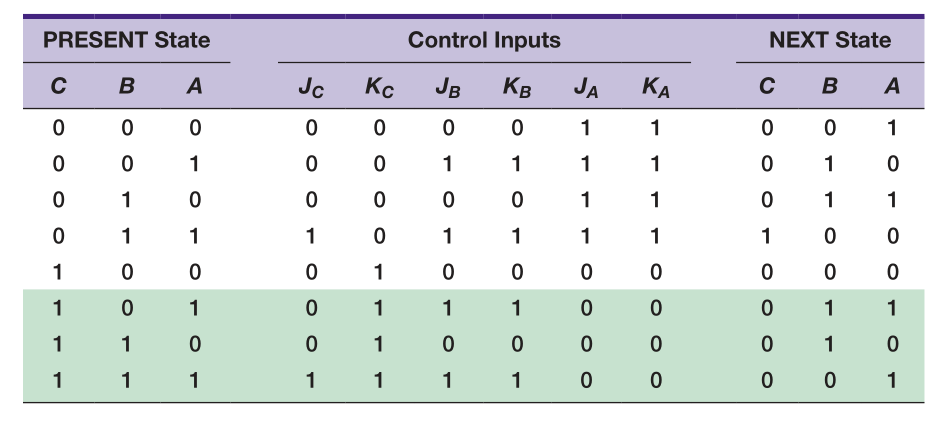 PRESENT State Control Inputs NEXT State
C B A J_C K_C J_B K_B J_A K_A C B A
0 0 0 0 0 0 0 1 1 0 0 1
0 0 1 0 0 1 1 1 1 0 1 0
0 1 0 0 0 0 0 1 1 0 1 1
0 1 1 1 0 1 1 1 1 1 0 0
1 0 0 0 1 0 0 0 0 0 0 0
1 0 1 0 1 1 1 0 0 0 1 1
1 1 0 0 1 0 0 0 0 0 1 0
1 1 1 1 1 1 1 0 0 0 0 1